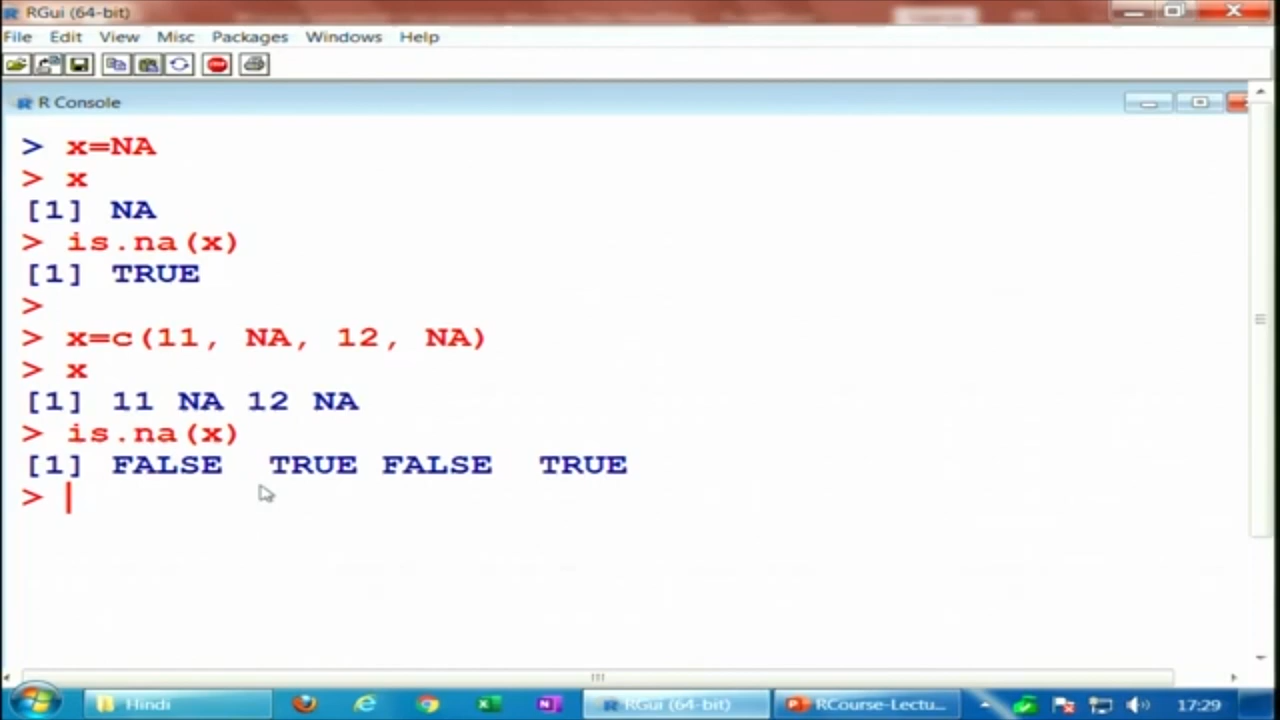 RGui (64-bit)
File Edit View Misc Packages Windows Help
R Console
> x=NA
> x
[1] NA
> is.na(x)
[1] TRUE
>
> x=c(11, NA, 12, NA)
> x
[1] 11 NA 12 NA
> is.na(x)
[1] FALSE  TRUE FALSE  TRUE
>
Hindi RGui (64-bit) RCourse-Lectu... 17:29